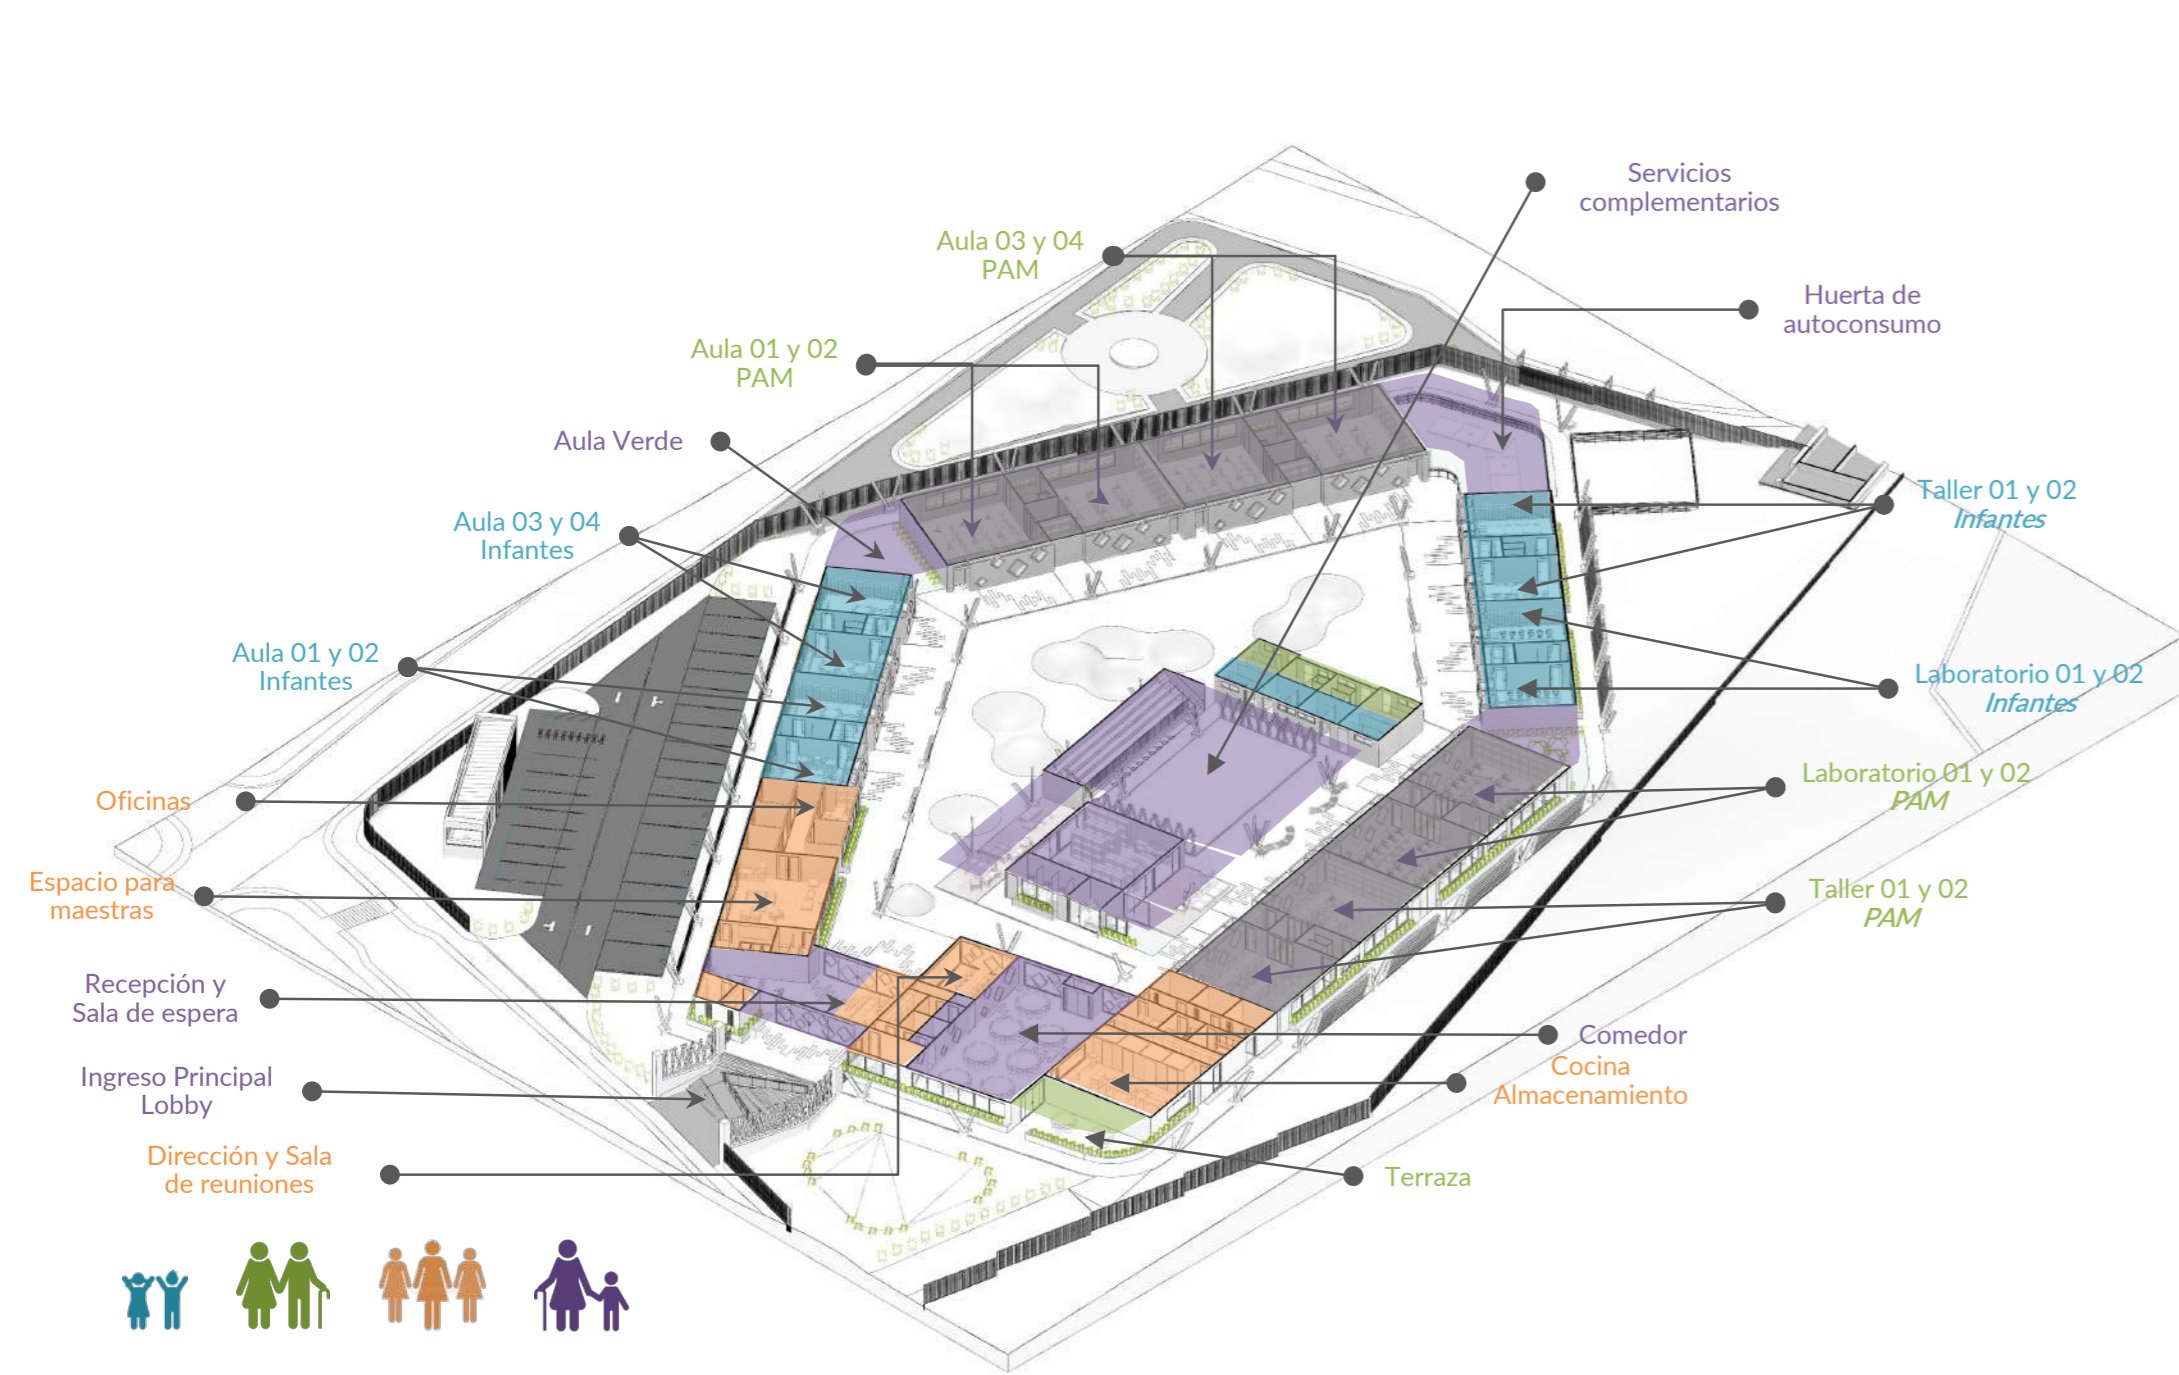 Servicios
complementarios
Aula 03 y 04
PAM
Huerta de
autoconsumo
Aula 01 y 02
PAM
Aula Verde
Taller 01 y 02
Infantes
Aula 03 y 04
Infantes
Aula 01 y 02
Infantes
Laboratorio 01 y 02
Infantes
Laboratorio 01 y 02
PAM
Oficinas
Espacio para
maestras
Taller 01 y 02
PAM
Recepción y
Sala de espera
Comedor
Cocina
Almacenamiento
Ingreso Principal
Lobby
Dirección y Sala
de reuniones
Terraza